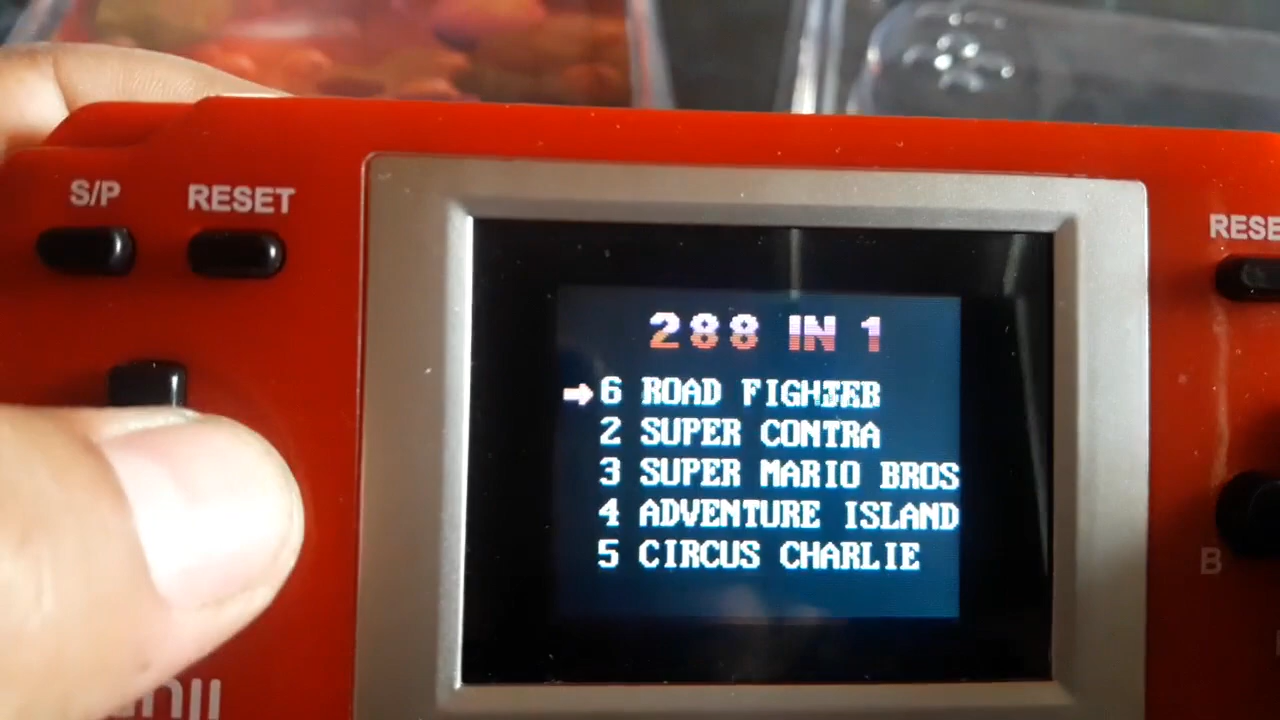 S/P RESET
RESE
288 IN 1
➡6 ROAD FIGHTER
2 SUPER CONTRA
3 SUPER MARIO BROS
4 ADVENTURE ISLAND
5 CIRCUS CHARLIE
B